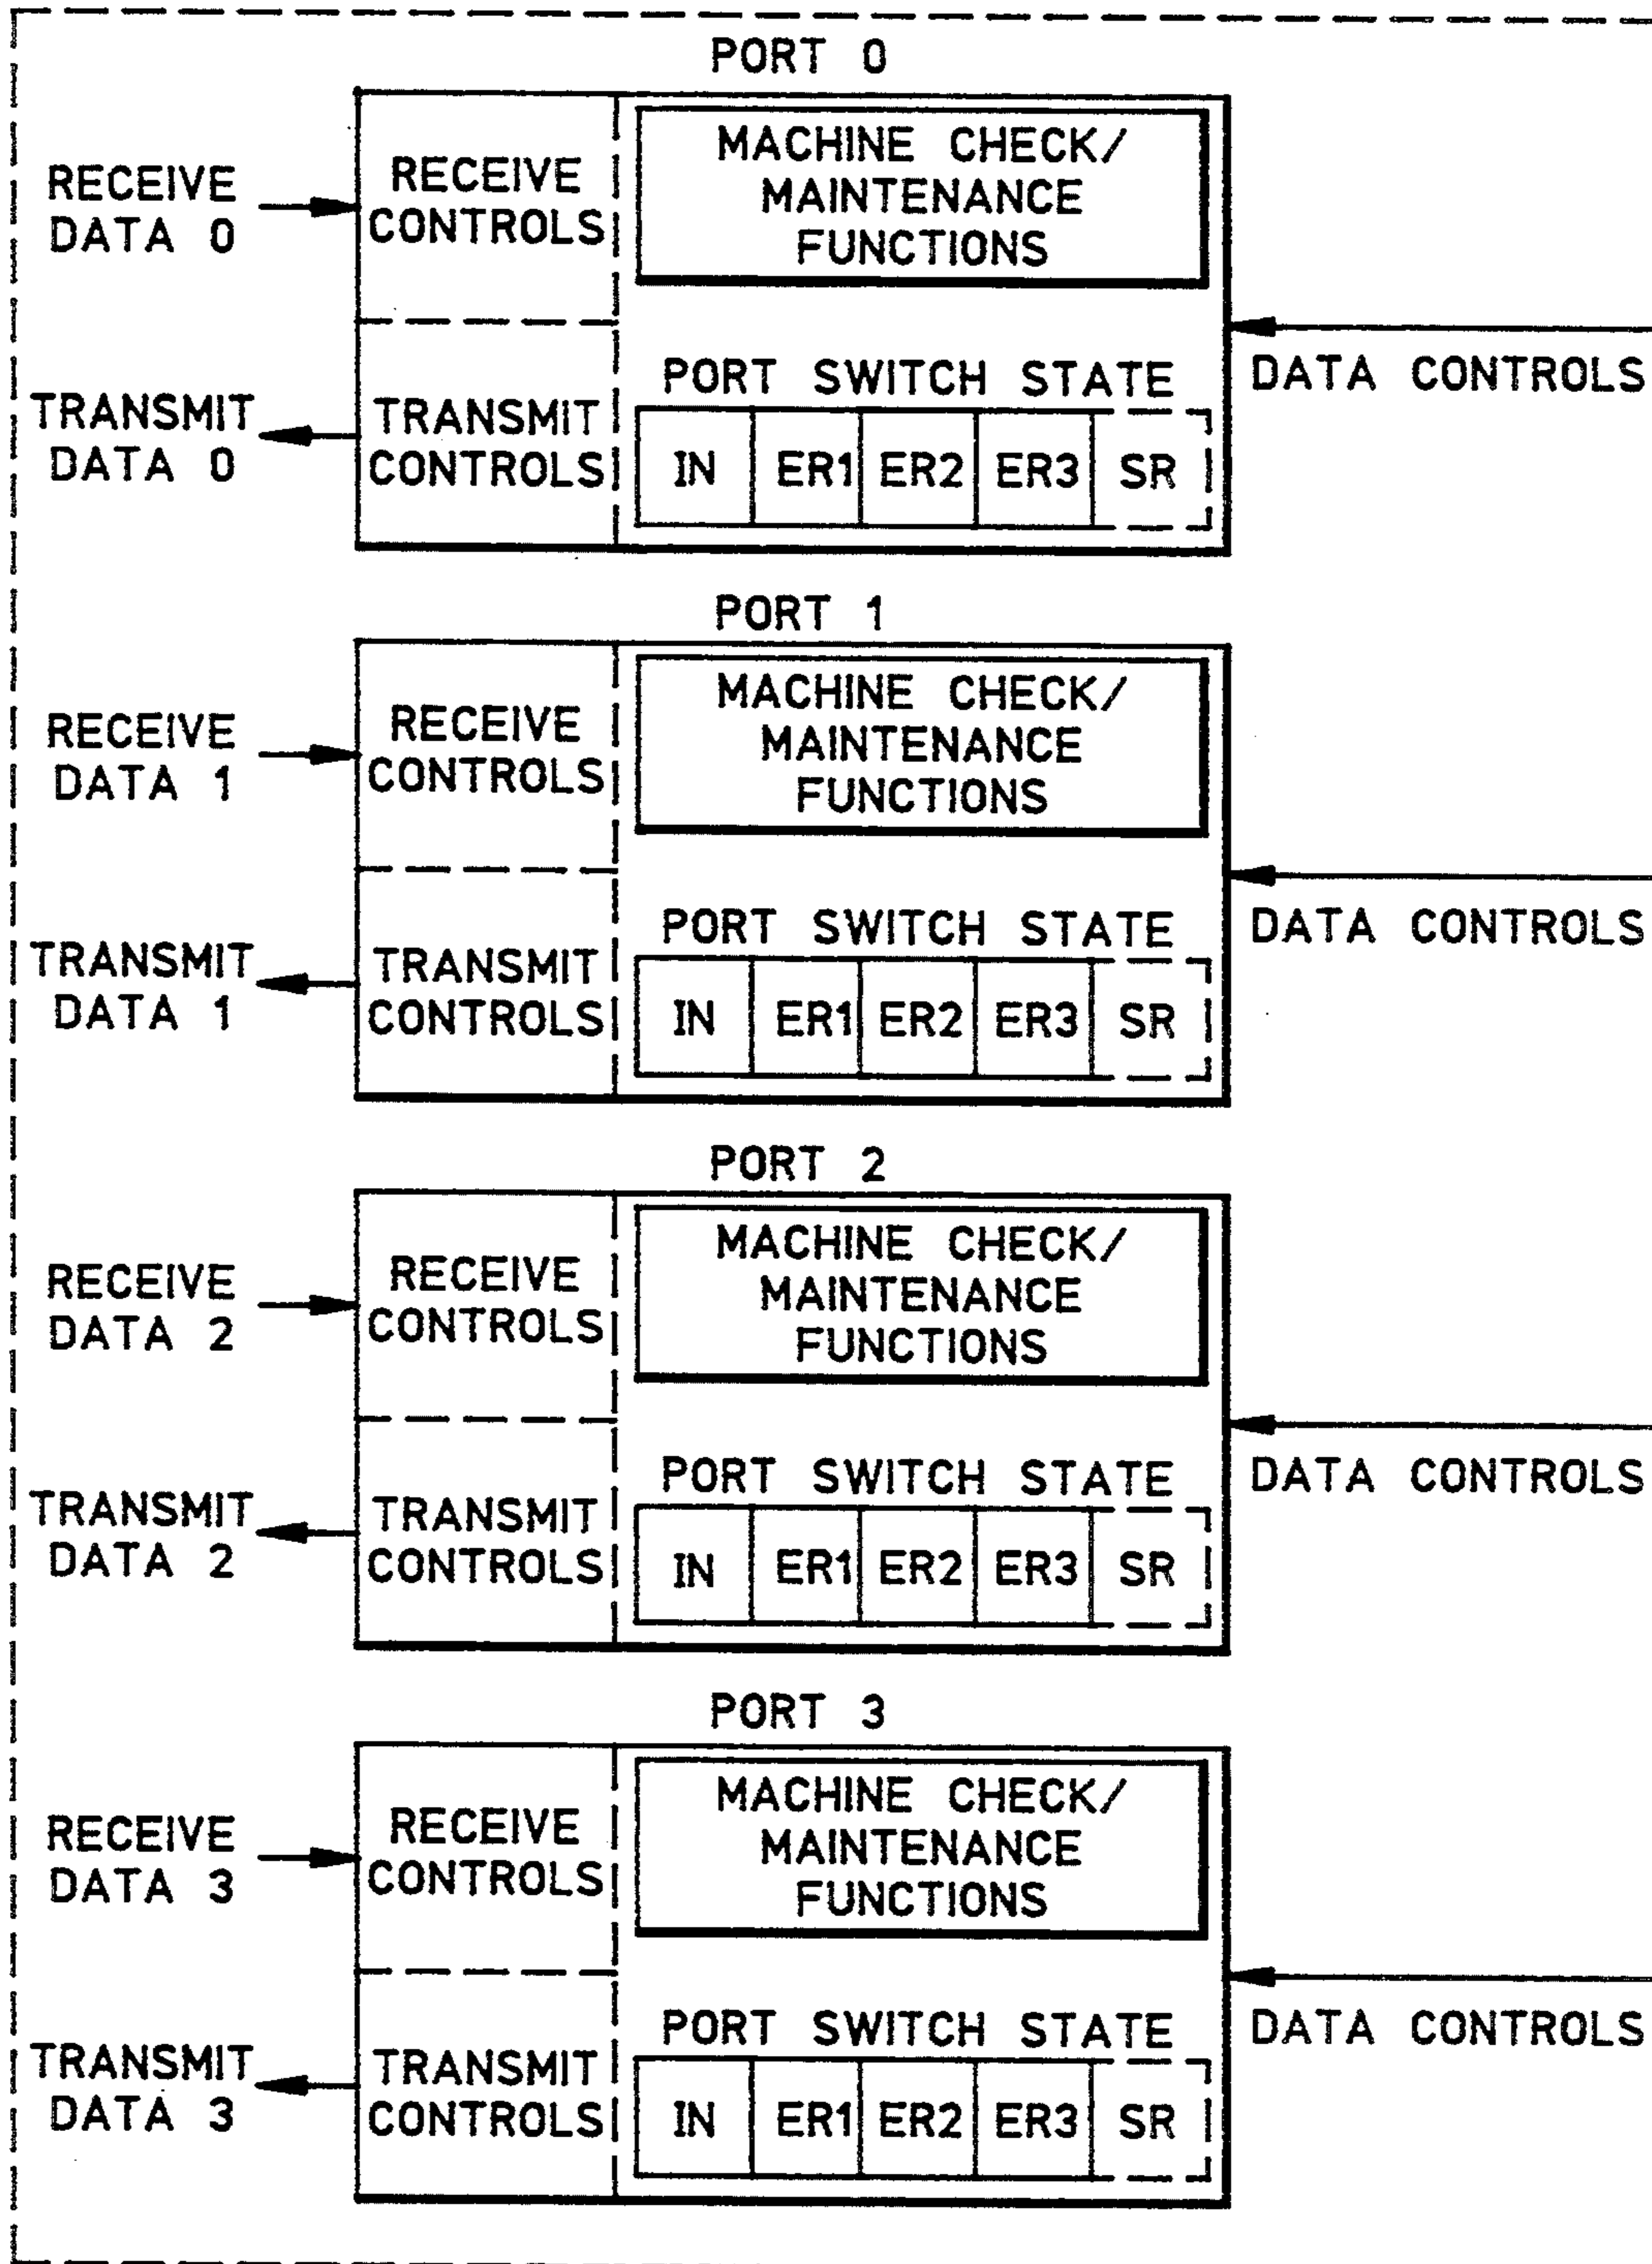 PORT 0
RECEIVE
DATA 0
RECEIVE
CONTROLS
MACHINE CHECK/
MAINTENANCE
FUNCTIONS
TRANSMIT
DATA 0
TRANSMIT
CONTROLS
PORT SWITCH STATE
IN ER1 ER2 ER3 SR
DATA CONTROLS
PORT 1
RECEIVE
DATA 1
RECEIVE
CONTROLS
MACHINE CHECK/
MAINTENANCE
FUNCTIONS
TRANSMIT
DATA 1
TRANSMIT
CONTROLS
PORT SWITCH STATE
IN ER1 ER2 ER3 SR
DATA CONTROLS
PORT 2
RECEIVE
DATA 2
RECEIVE
CONTROLS
MACHINE CHECK/
MAINTENANCE
FUNCTIONS
TRANSMIT
DATA 2
TRANSMIT
CONTROLS
PORT SWITCH STATE
IN ER1 ER2 ER3 SR
DATA CONTROLS
PORT 3
RECEIVE
DATA 3
RECEIVE
CONTROLS
MACHINE CHECK/
MAINTENANCE
FUNCTIONS
TRANSMIT
DATA 3
TRANSMIT
CONTROLS
PORT SWITCH STATE
IN ER1 ER2 ER3 SR
DATA CONTROLS